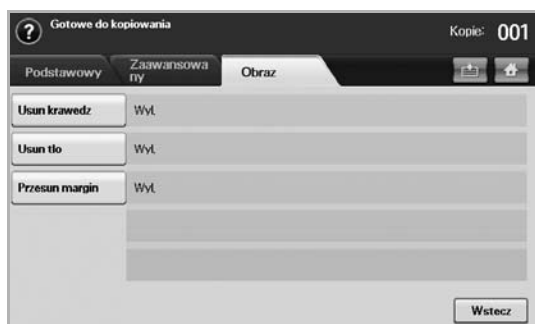 Gotowe do kopiowania
Kopie: 001
Podstawowy
Zaawansowa
ny
Obraz
Usun krawedz
Wył.
Usun tlo
Wył.
Przesun margin
Wył.
Wstecz